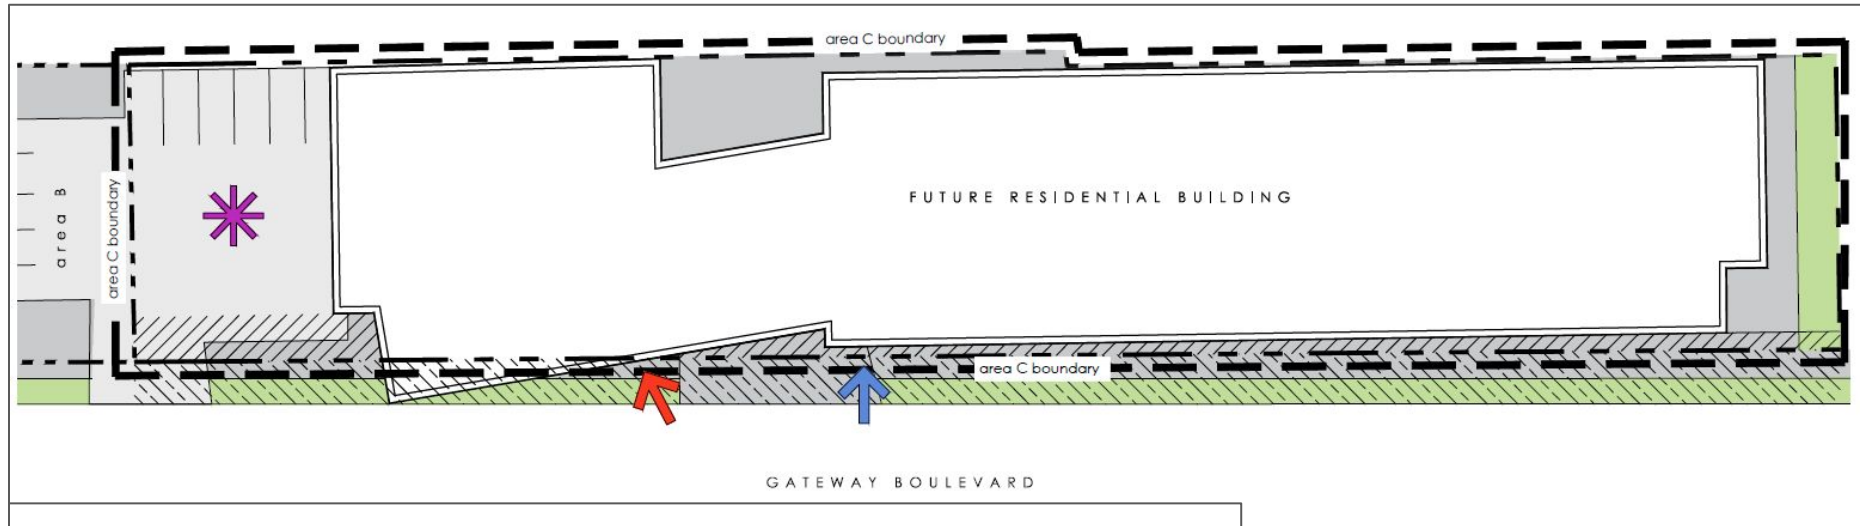 area C boundary
area B
area C boundary
FUTURE RESIDENTIAL BUILDING
area C boundary
GATEWAY BOULEVARD